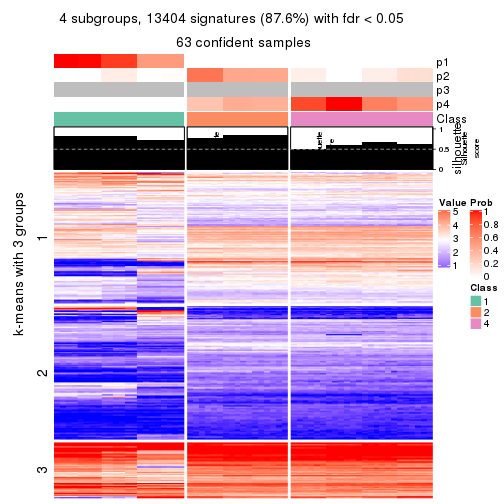 4 subgroups, 13404 signatures (87.6%) with fdr < 0.05
63 confident samples
p1
p2
p3
p4
Class
1
0.5
0
silhouette
Silhouette
score
k-means with 3 groups
1
2
3
Value
5
4
3
2
1
Prob
1
0.8
0.6
0.4
0.2
0
Class
1
2
4